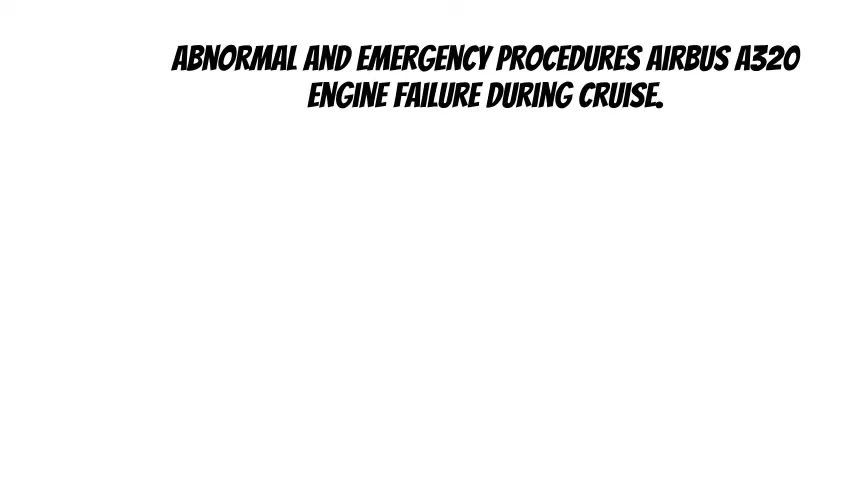 ABNORMAL AND EMERGENCY PROCEDURES AIRBUS A320
ENGINE FAILURE DURING CRUISE.